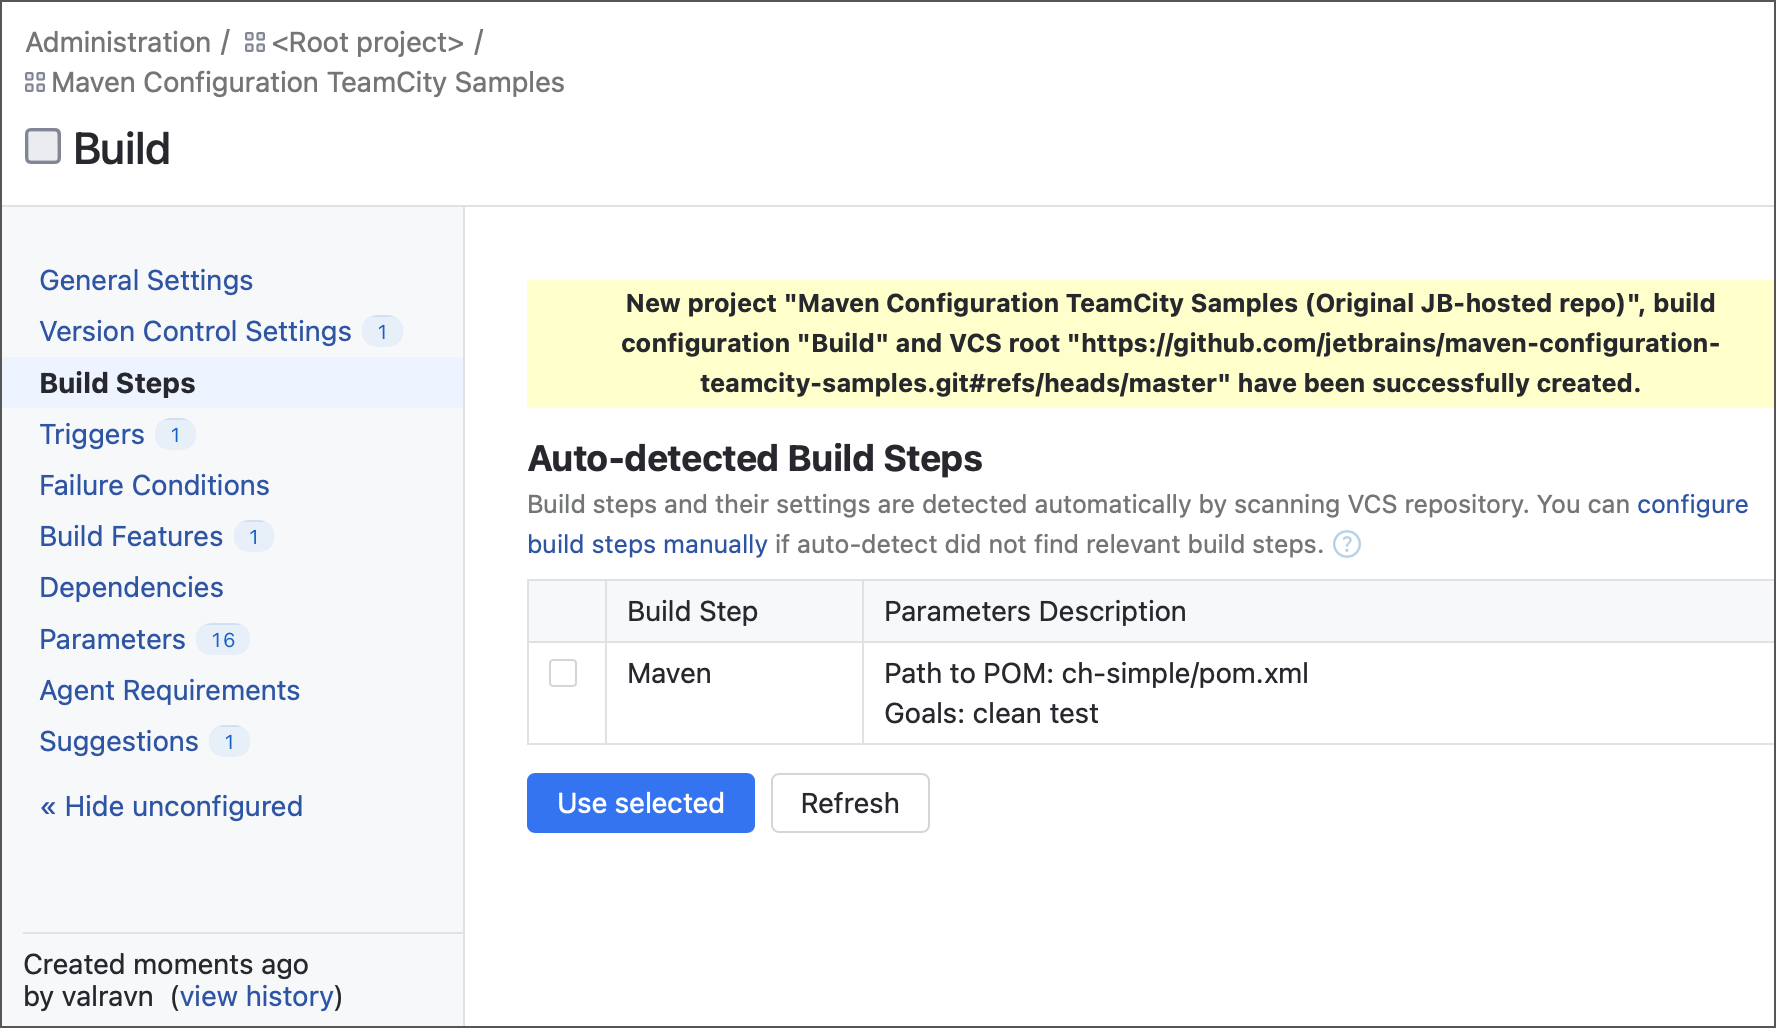 Administration / <Root project> /
Maven Configuration TeamCity Samples
Build
General Settings
Version Control Settings 1
Build Steps
Triggers 1
Failure Conditions
Build Features 1
Dependencies
Parameters 16
Agent Requirements
Suggestions 1
« Hide unconfigured
Created moments ago
by valravn (view history)
New project "Maven Configuration TeamCity Samples (Original JB-hosted repo)", build
configuration "Build" and VCS root "https://github.com/jetbrains/maven-configuration-
teamcity-samples.git#refs/heads/master" have been successfully created.
Auto-detected Build Steps
Build steps and their settings are detected automatically by scanning VCS repository. You can configure
build steps manually if auto-detect did not find relevant build steps. ?
Build Step Parameters Description
Maven Path to POM: ch-simple/pom.xml
Goals: clean test
Use selected Refresh